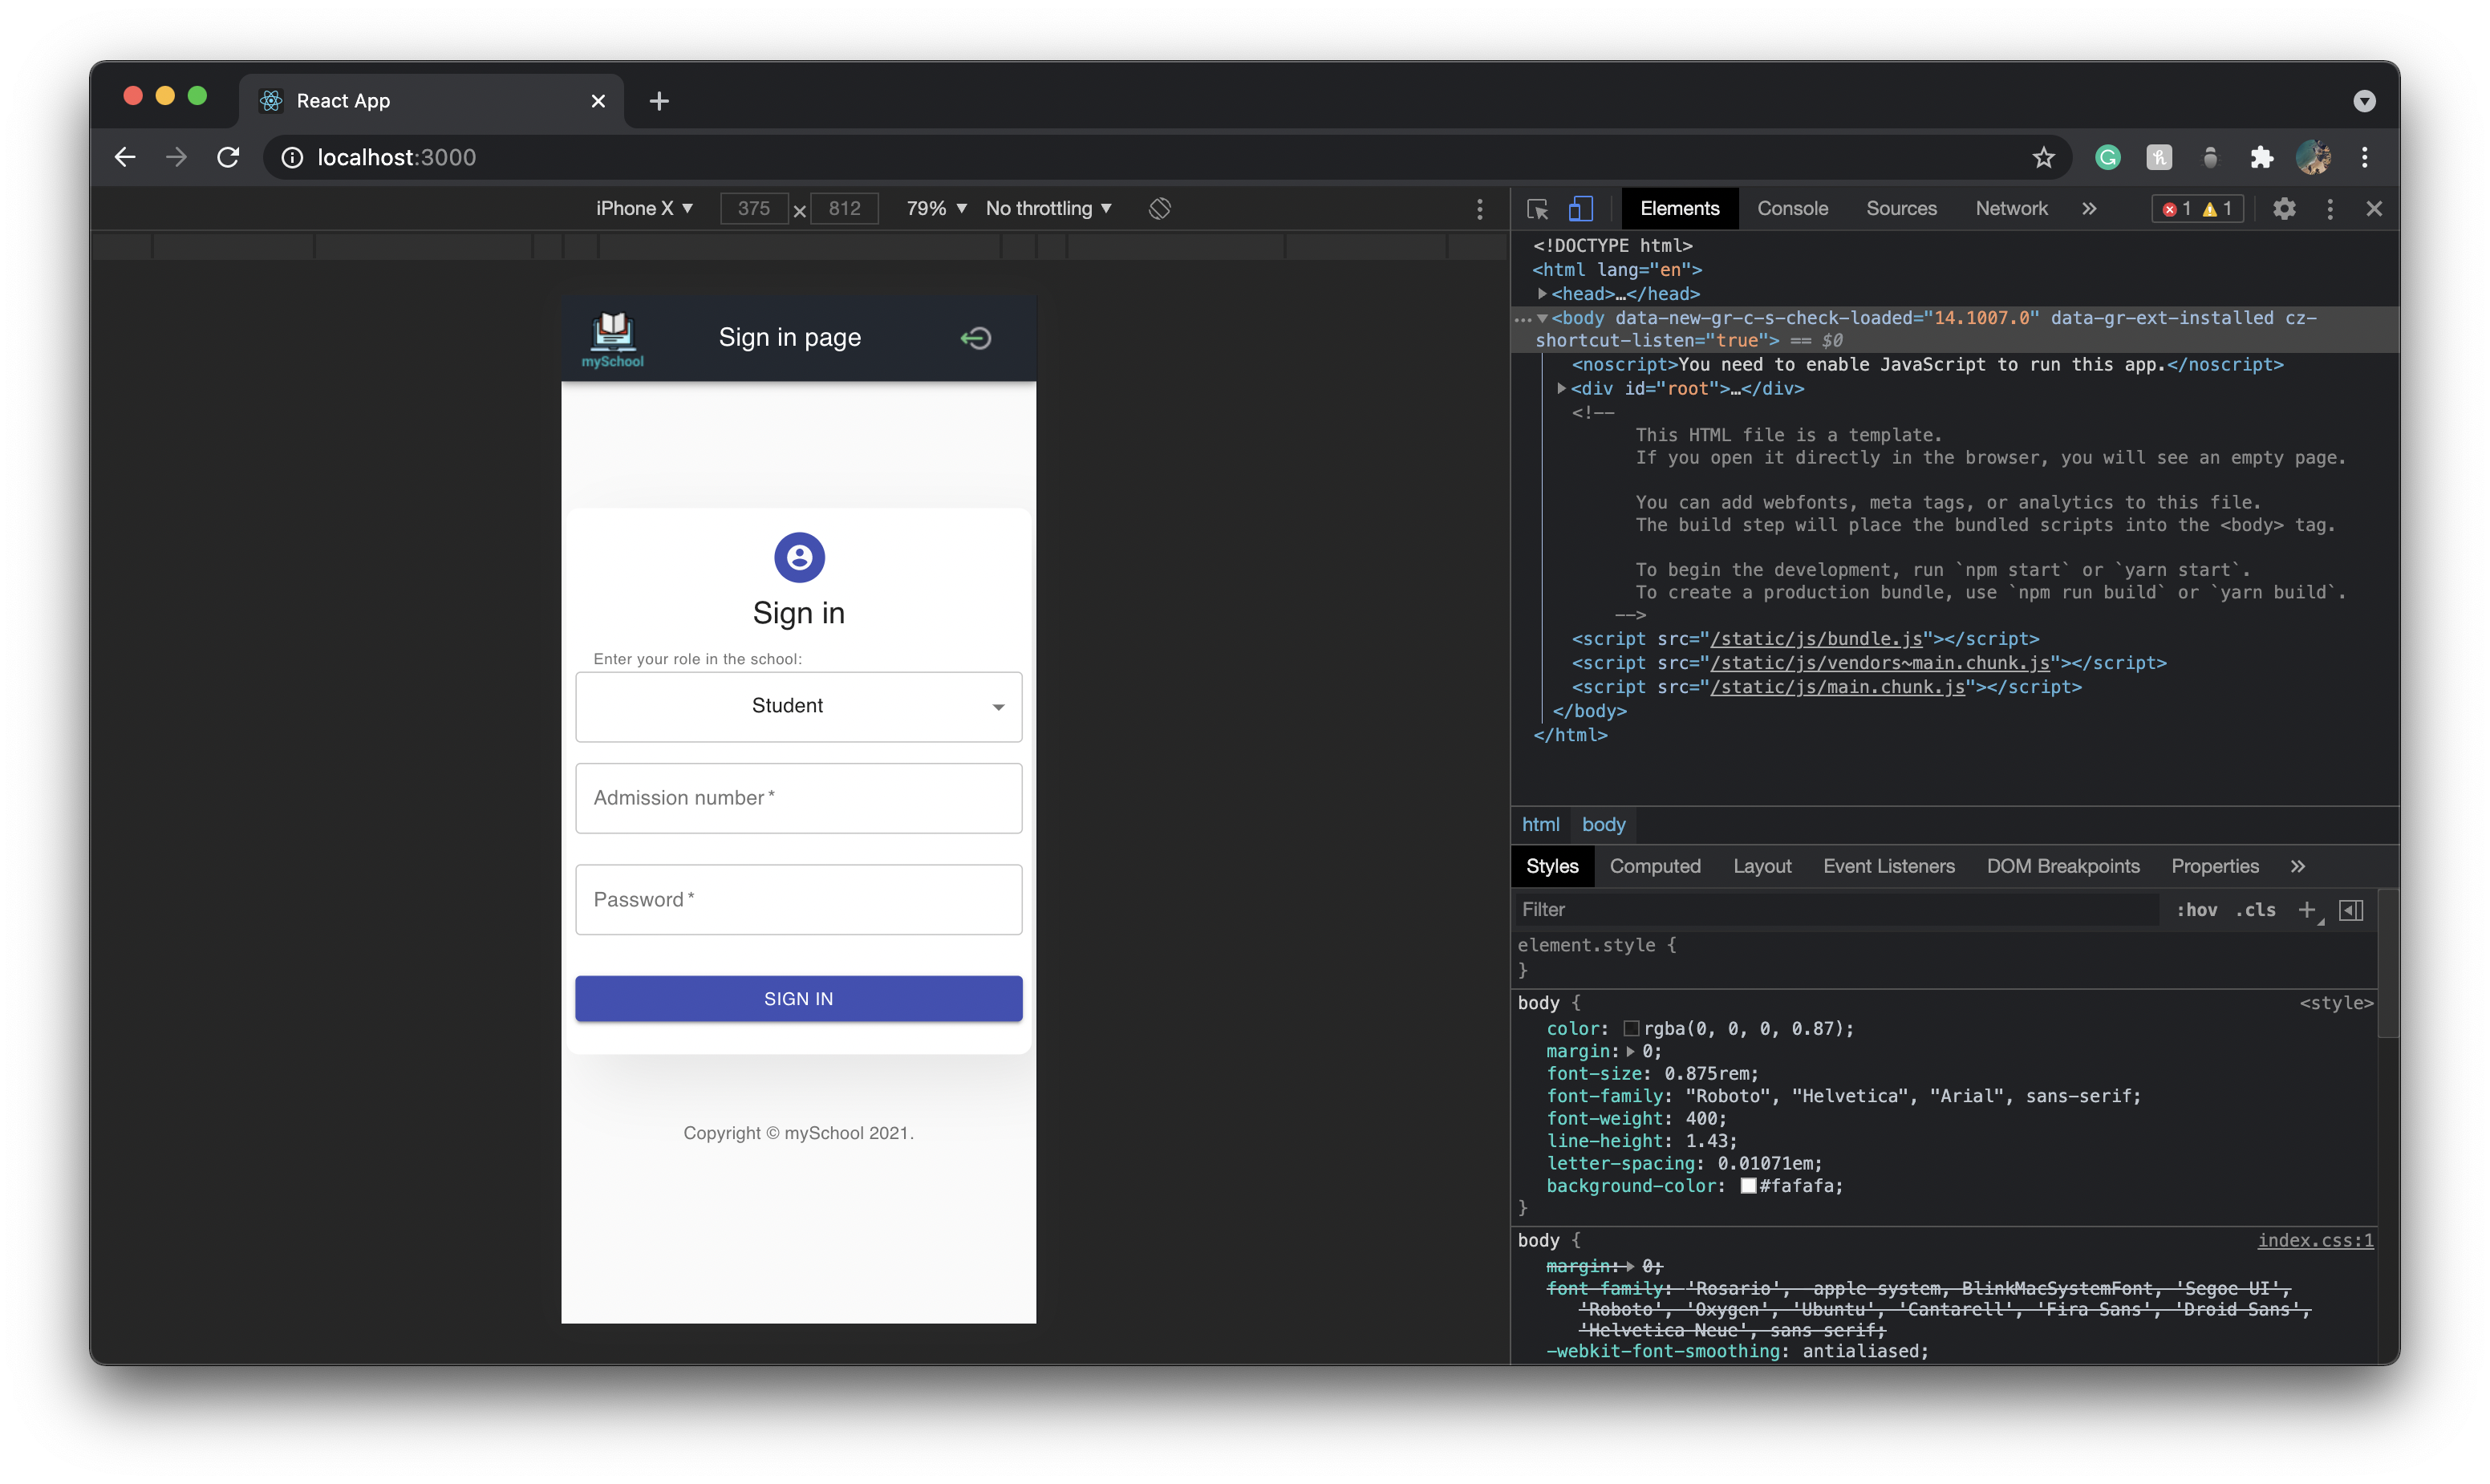 React App
localhost:3000
iPhone X 375 × 812 79% No throttling
Elements Console Sources Network » 1 1
mySchool
Sign in page
Sign in
Enter your role in the school:
Student
Admission number *
Password *
SIGN IN
Copyright © mySchool 2021.
<!DOCTYPE html>
<html lang="en">
<head>…</head>
<body data-new-gr-c-s-check-loaded="14.1007.0" data-gr-ext-installed cz-
shortcut-listen="true"> == $0
<noscript>You need to enable JavaScript to run this app.</noscript>
<div id="root">…</div>
<!--
This HTML file is a template.
If you open it directly in the browser, you will see an empty page.
You can add webfonts, meta tags, or analytics to this file.
The build step will place the bundled scripts into the <body> tag.
To begin the development, run `npm start` or `yarn start`.
To create a production bundle, use `npm run build` or `yarn build`.
-->
<script src="/static/js/bundle.js"></script>
<script src="/static/js/vendors~main.chunk.js"></script>
<script src="/static/js/main.chunk.js"></script>
</body>
</html>
html body
Styles Computed Layout Event Listeners DOM Breakpoints Properties »
Filter :hov .cls +
element.style {
}
body { <style>
color: rgba(0, 0, 0, 0.87);
margin: 0;
font-size: 0.875rem;
font-family: "Roboto", "Helvetica", "Arial", sans-serif;
font-weight: 400;
line-height: 1.43;
letter-spacing: 0.01071em;
background-color: #fafafa;
}
body { index.css:1
margin: 0;
font-family: 'Rosario', -apple-system, BlinkMacSystemFont, 'Segoe UI',
'Roboto', 'Oxygen', 'Ubuntu', 'Cantarell', 'Fira Sans', 'Droid Sans',
'Helvetica Neue', sans-serif;
-webkit-font-smoothing: antialiased;